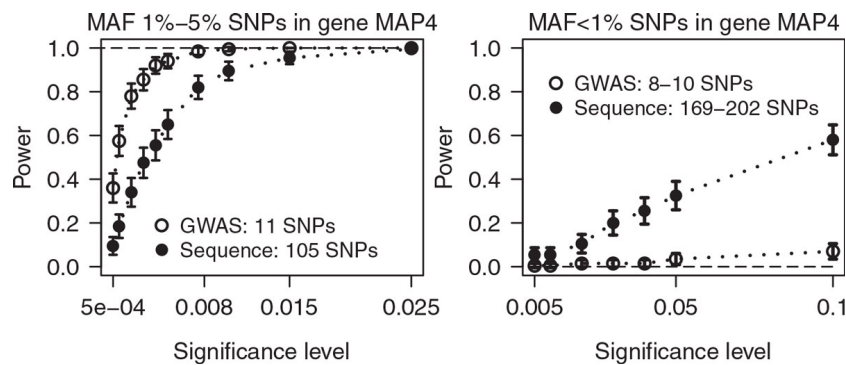 MAF 1%–5% SNPs in gene MAP4
1.0
0.8
0.6
0.4
0.2
0.0
Power
GWAS: 11 SNPs
Sequence: 105 SNPs
5e−04
0.008
0.015
0.025
Significance level
MAF<1% SNPs in gene MAP4
1.0
0.8
0.6
0.4
0.2
0.0
Power
GWAS: 8–10 SNPs
Sequence: 169–202 SNPs
0.005
0.05
0.1
Significance level